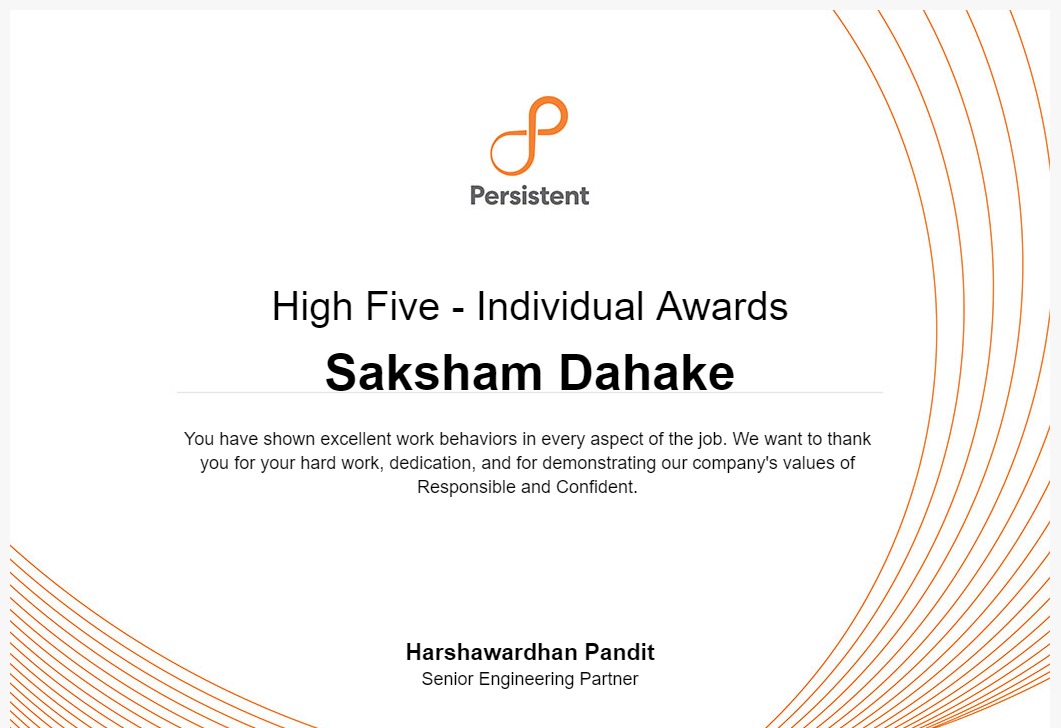 Persistent
High Five - Individual Awards
Saksham Dahake
You have shown excellent work behaviors in every aspect of the job. We want to thank
you for your hard work, dedication, and for demonstrating our company's values of
Responsible and Confident.
Harshawardhan Pandit
Senior Engineering Partner